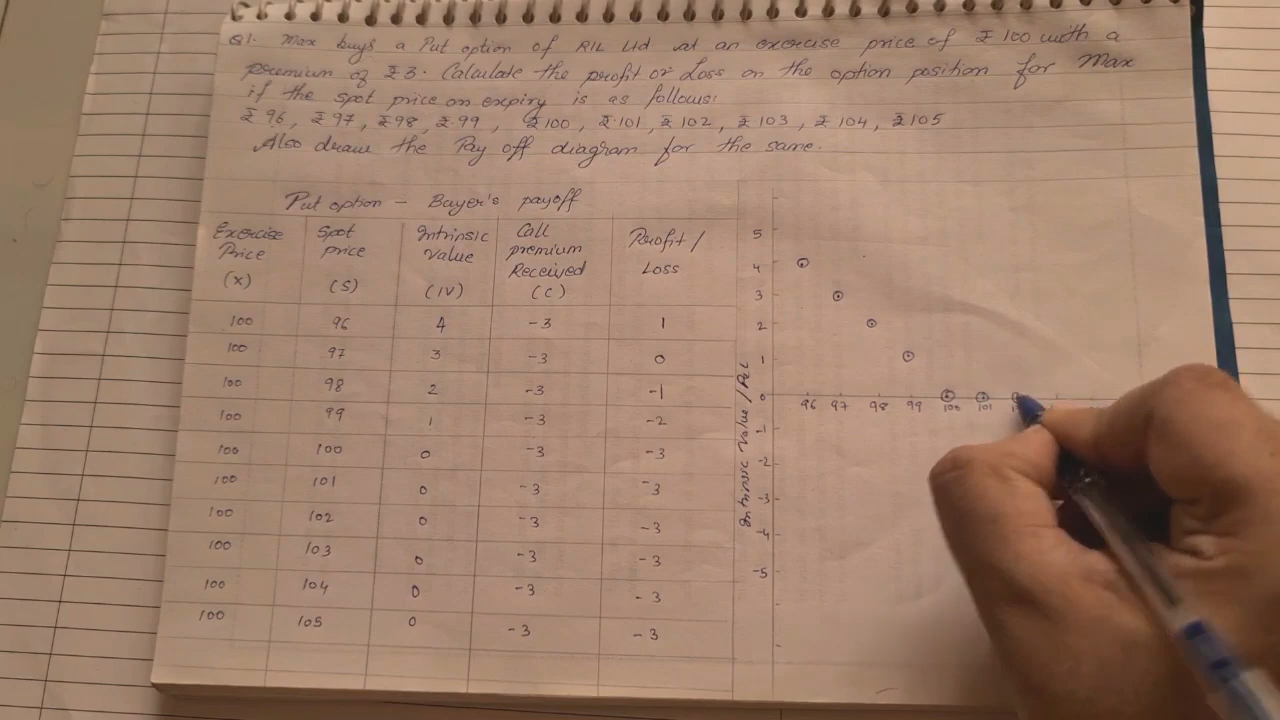 Q1. Max buys a Put option of RIL Ltd at an exercise price of ₹ 100 with a
premium of ₹ 3. Calculate the profit or Loss on the option position for Max
if the spot price on expiry is as follows:
₹ 96, ₹ 97, ₹ 98, ₹ 99, ₹ 100, ₹ 101, ₹ 102, ₹ 103, ₹ 104, ₹ 105
Also draw the Pay off diagram for the same.
Put option - Buyer's payoff
Exercise Price (X) Spot price (S) Intrinsic Value (IV) Call premium Received (C) Profit / Loss
100 96 4 -3 1
100 97 3 -3 0
100 98 2 -3 -1
100 99 1 -3 -2
100 100 0 -3 -3
100 101 0 -3 -3
100 102 0 -3 -3
100 103 0 -3 -3
100 104 0 -3 -3
100 105 0 -3 -3
Intrinsic Value / P&L
5
4
3
2
1
0
96 97 98 99 100 101
-1
-2
-3
-4
-5